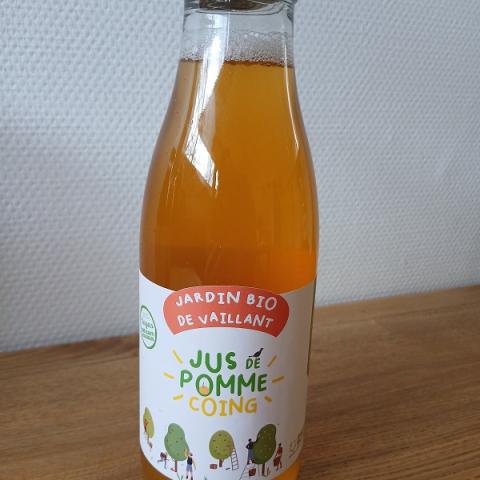 JARDIN BIO
DE VAILLANT
JUS DE
POMME
COING